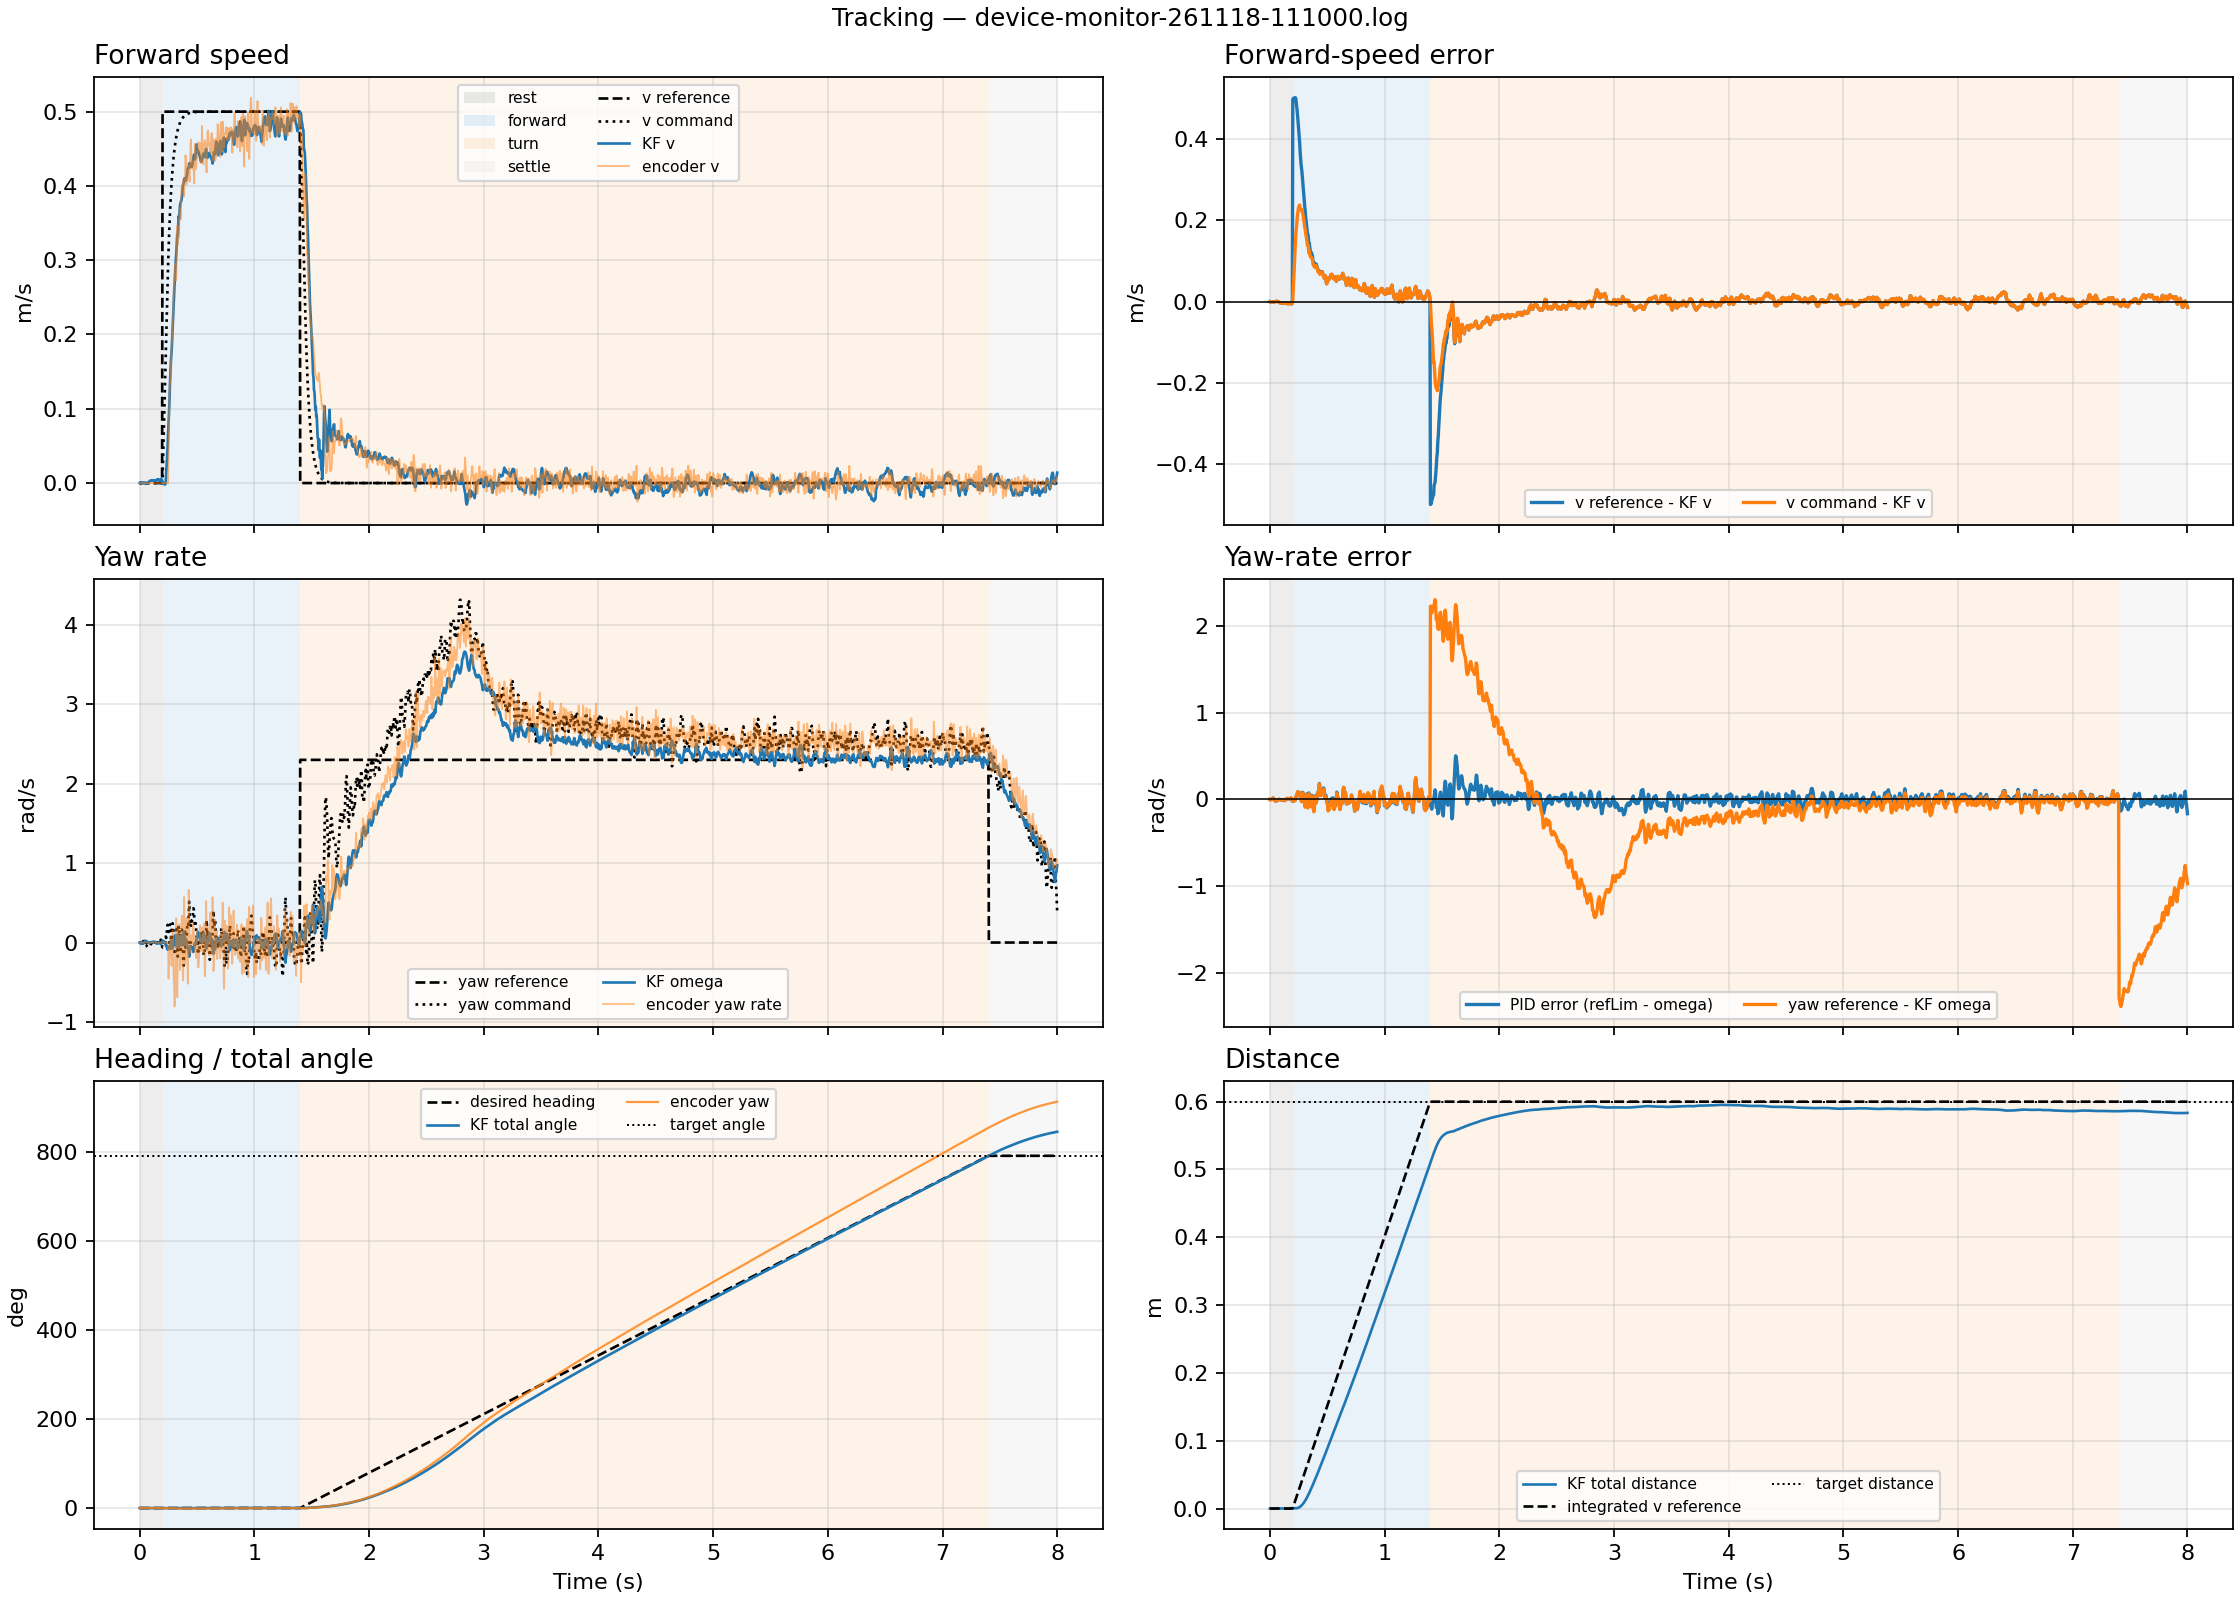 Tracking — device-monitor-261118-111000.log
Forward speed
0.5
0.4
0.3
0.2
0.1
0.0
m/s
rest
forward
turn
settle
v reference
v command
KF v
encoder v
Forward-speed error
0.4
0.2
0.0
−0.2
−0.4
m/s
v reference - KF v
v command - KF v
Yaw rate
4
3
2
1
0
−1
rad/s
yaw reference
yaw command
KF omega
encoder yaw rate
Yaw-rate error
2
1
0
−1
−2
rad/s
PID error (refLim - omega)
yaw reference - KF omega
Heading / total angle
800
600
400
200
0
deg
desired heading
KF total angle
encoder yaw
target angle
0 1 2 3 4 5 6 7 8
Time (s)
Distance
0.6
0.5
0.4
0.3
0.2
0.1
0.0
m
KF total distance
integrated v reference
target distance
0 1 2 3 4 5 6 7 8
Time (s)